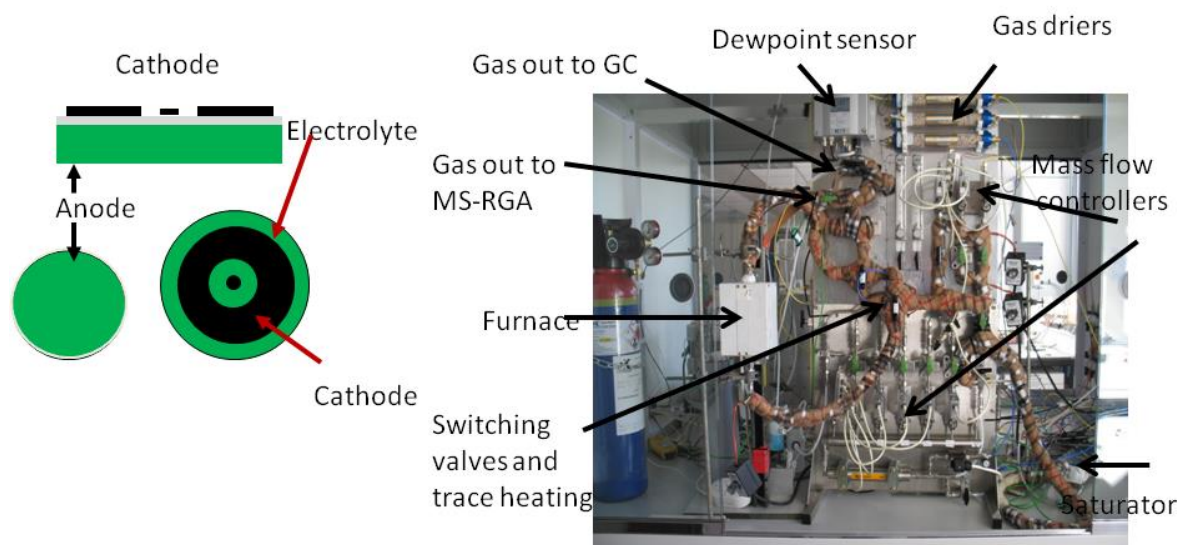 Cathode
Electrolyte
Anode
Cathode
Dewpoint sensor
Gas driers
Gas out to GC
Gas out to
MS-RGA
Mass flow
controllers
Furnace
Switching
valves and
trace heating
Saturator